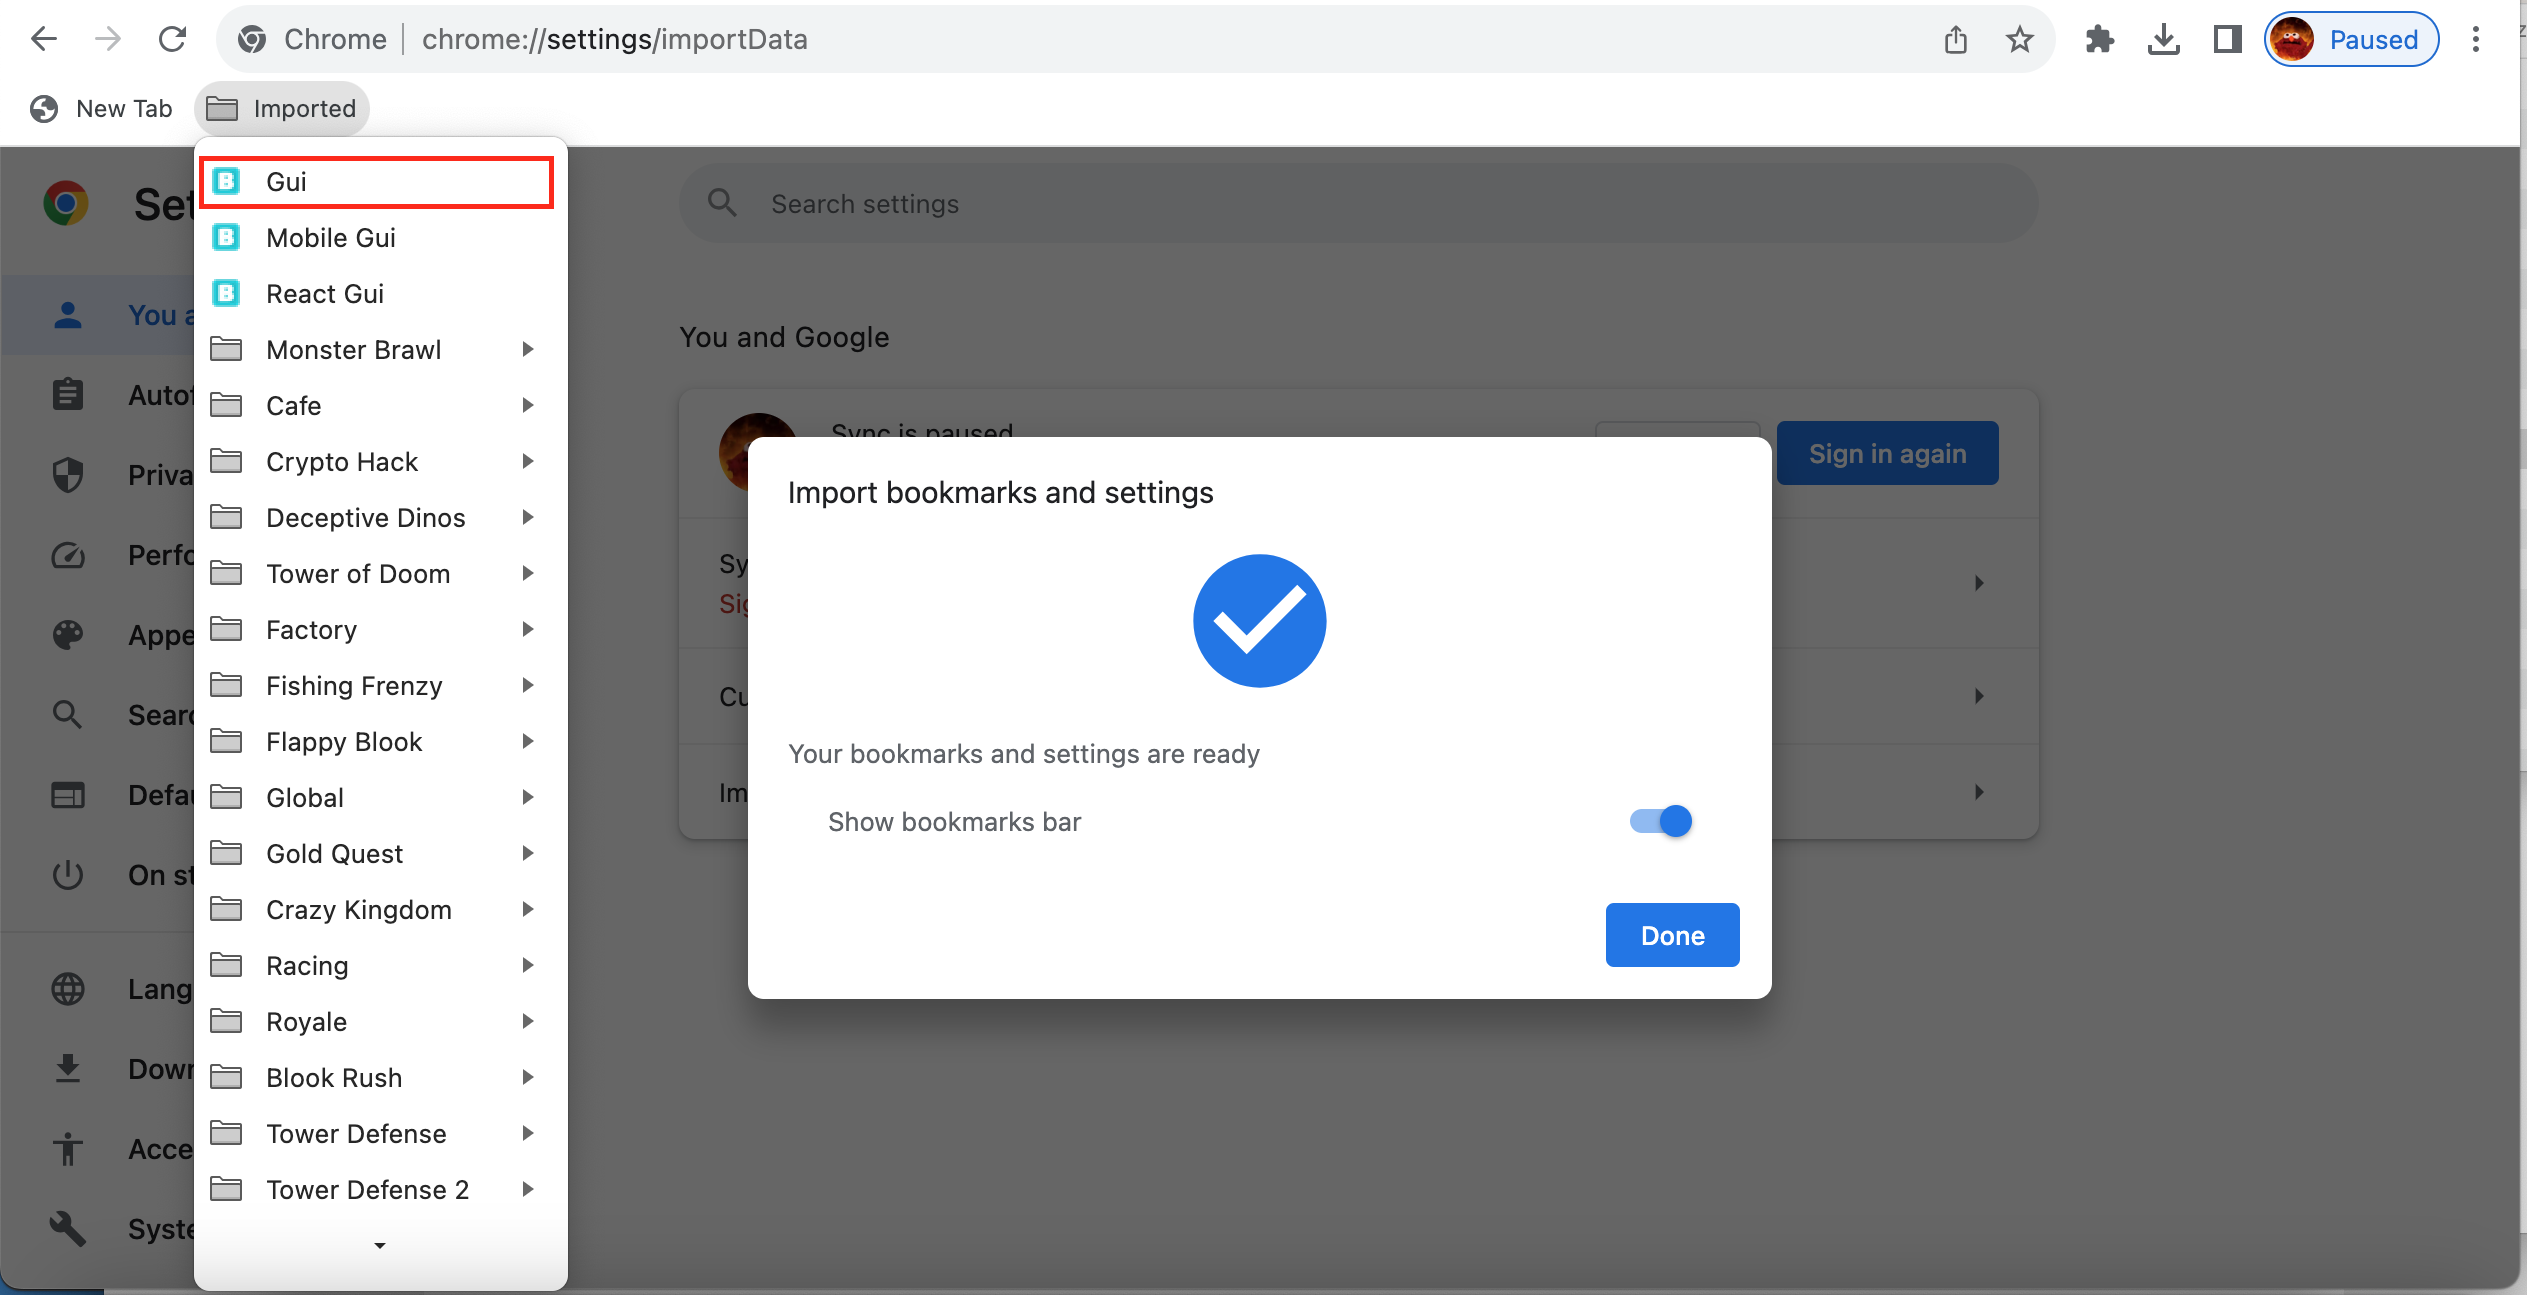 Chrome chrome://settings/importData Paused
New Tab Imported
Gui
Mobile Gui
React Gui
Monster Brawl
Cafe
Crypto Hack
Deceptive Dinos
Tower of Doom
Factory
Fishing Frenzy
Flappy Blook
Global
Gold Quest
Crazy Kingdom
Racing
Royale
Blook Rush
Tower Defense
Tower Defense 2
Set
You a
Autof
Priva
Perfo
Appe
Searc
Defau
On st
Lang
Down
Acce
Syste
Search settings
You and Google
Sync is paused
Sign in again
Sy
Sig
Cu
Im
Import bookmarks and settings
Your bookmarks and settings are ready
Show bookmarks bar
Done